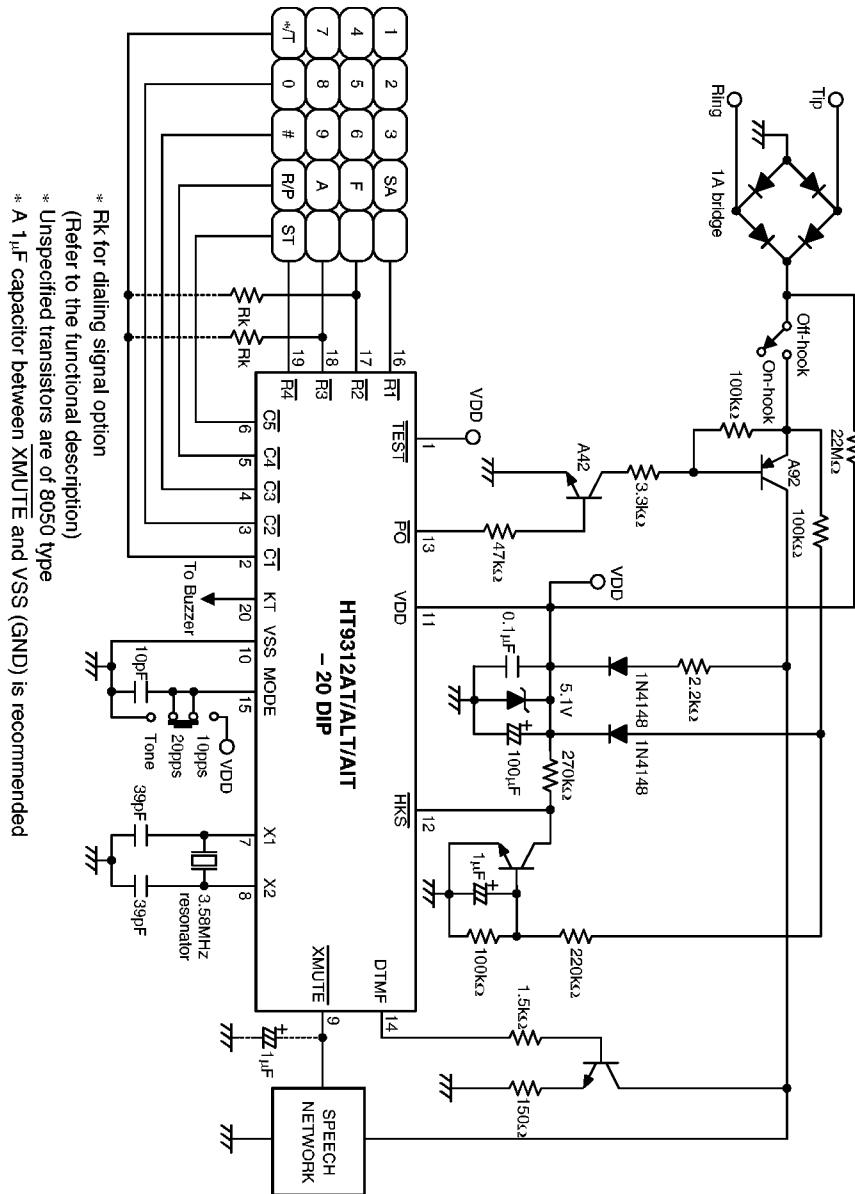 Tip
Ring
1A bridge
Off-hook
On-hook
22MΩ
100kΩ
A92
100kΩ
3.3kΩ
A42
47kΩ
VDD
VDD
2.2kΩ
1N4148
1N4148
0.1μF
5.1V
100μF
270kΩ
1μF
100kΩ
220kΩ
1.5kΩ
150Ω
1 2 3 SA
4 5 6 F
7 8 9 A
*/T 0 # R/P ST
Rk
Rk
16 17 18 19
R1 R2 R3 R4
1 13 11 12 14
TEST PO VDD HKS DTMF
HT9312AT/ALT/AIT
– 20 DIP
C5 C4 C3 C2 C1 KT VSS MODE X1 X2 XMUTE
6 5 4 3 2 20 10 15 7 8 9
To Buzzer
10pF
VDD
10pps
20pps
Tone
39pF
39pF
3.58MHz
resonator
1μF
SPEECH
NETWORK
* Rk for dialing signal option
(Refer to the functional description)
* Unspecified transistors are of 8050 type
* A 1μF capacitor between XMUTE and VSS (GND) is recommended